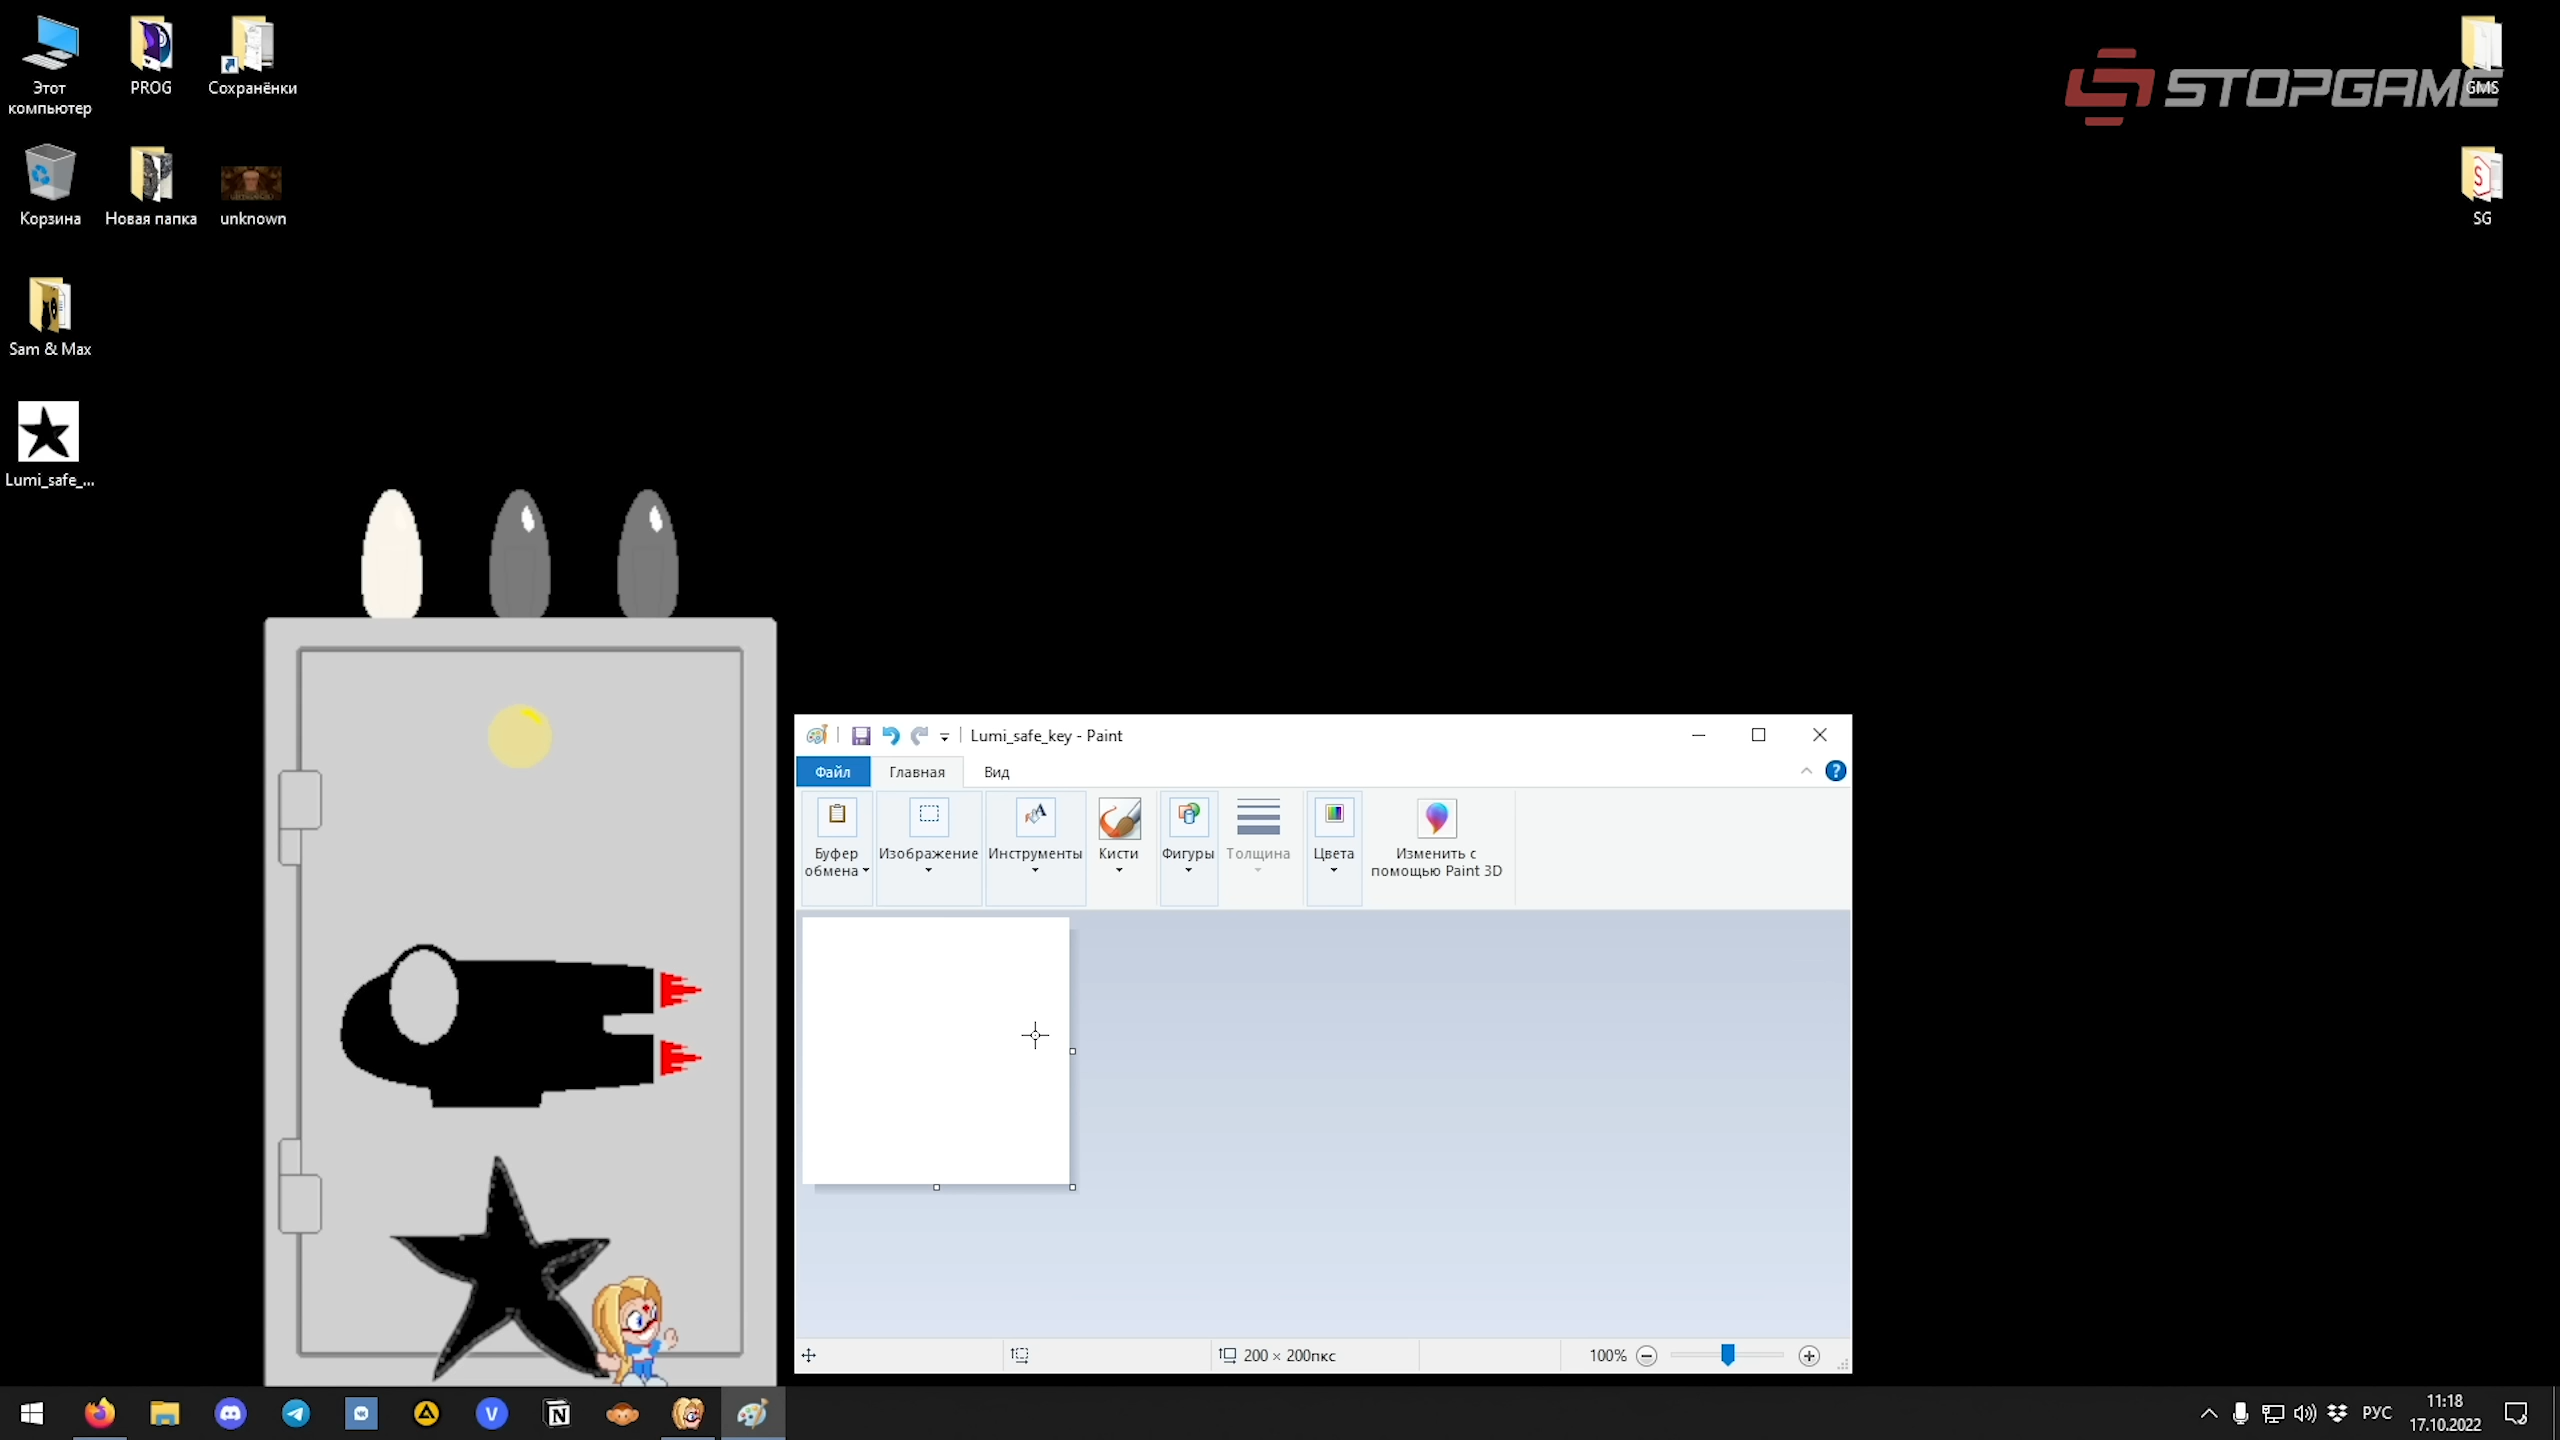 Этот
компьютер
PROG
Сохранёнки
GMS
STOPGAME
Корзина
Новая папка
unknown
SG
Sam & Max
Lumi_safe_...
Lumi_safe_key - Paint
Файл
Главная
Вид
Буфер
обмена
Изображение
Инструменты
Кисти
Фигуры
Толщина
Цвета
Изменить с
помощью Paint 3D
200 × 200пкс
100%
РУС
11:18
17.10.2022